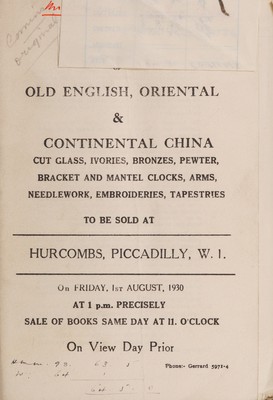 OLD ENGLISH, ORIENTAL
&
CONTINENTAL CHINA
CUT GLASS, IVORIES, BRONZES, PEWTER,
BRACKET AND MANTEL CLOCKS, ARMS,
NEEDLEWORK, EMBROIDERIES, TAPESTRIES
TO BE SOLD AT
HURCOMBS, PICCADILLY, W. 1.
On FRIDAY, 1st AUGUST, 1930
AT 1 p.m. PRECISELY
SALE OF BOOKS SAME DAY AT 11. O'CLOCK
On View Day Prior
Phone:- Gerrard 5971-4